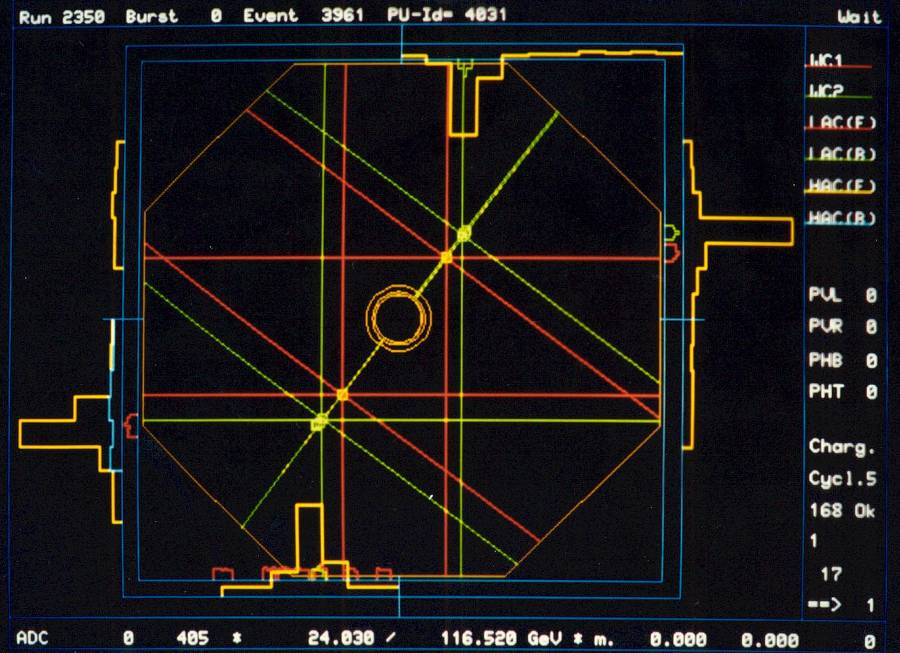 Run 2350 Burst 0 Event 3961 PU-Id= 4031 Wait
WC1
WC2
LAC(F)
LAC(B)
HAC(F)
HAC(B)
PVL 0
PVR 0
PHB 0
PHT 0
Charg.
Cycl.5
168 Ok
1
17
==> 1
ADC 0 405 * 24.030 / 116.520 GeV * m. 0.000 0.000 0